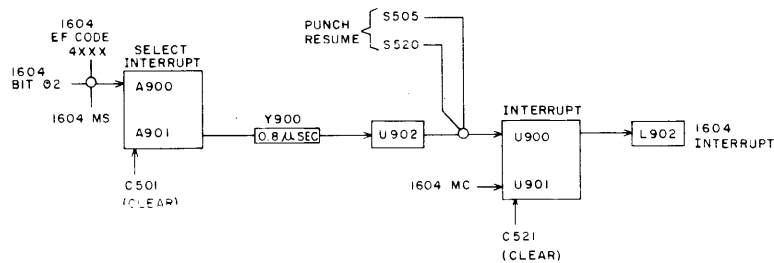 1604
EF CODE
4XXX
1604
BIT 02
1604 MS
SELECT
INTERRUPT
A900
A901
C501
(CLEAR)
Y900
0.8 µSEC
U902
PUNCH
RESUME
S505
S520
INTERRUPT
U900
U901
1604 MC
C521
(CLEAR)
L902
1604
INTERRUPT